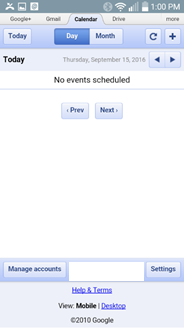 1:00 PM
Google+ Gmail Calendar Drive more
Today Day Month
Today Thursday, September 15, 2016
No events scheduled
‹ Prev Next ›
Manage accounts Settings
Help & Terms
View: Mobile | Desktop
©2010 Google